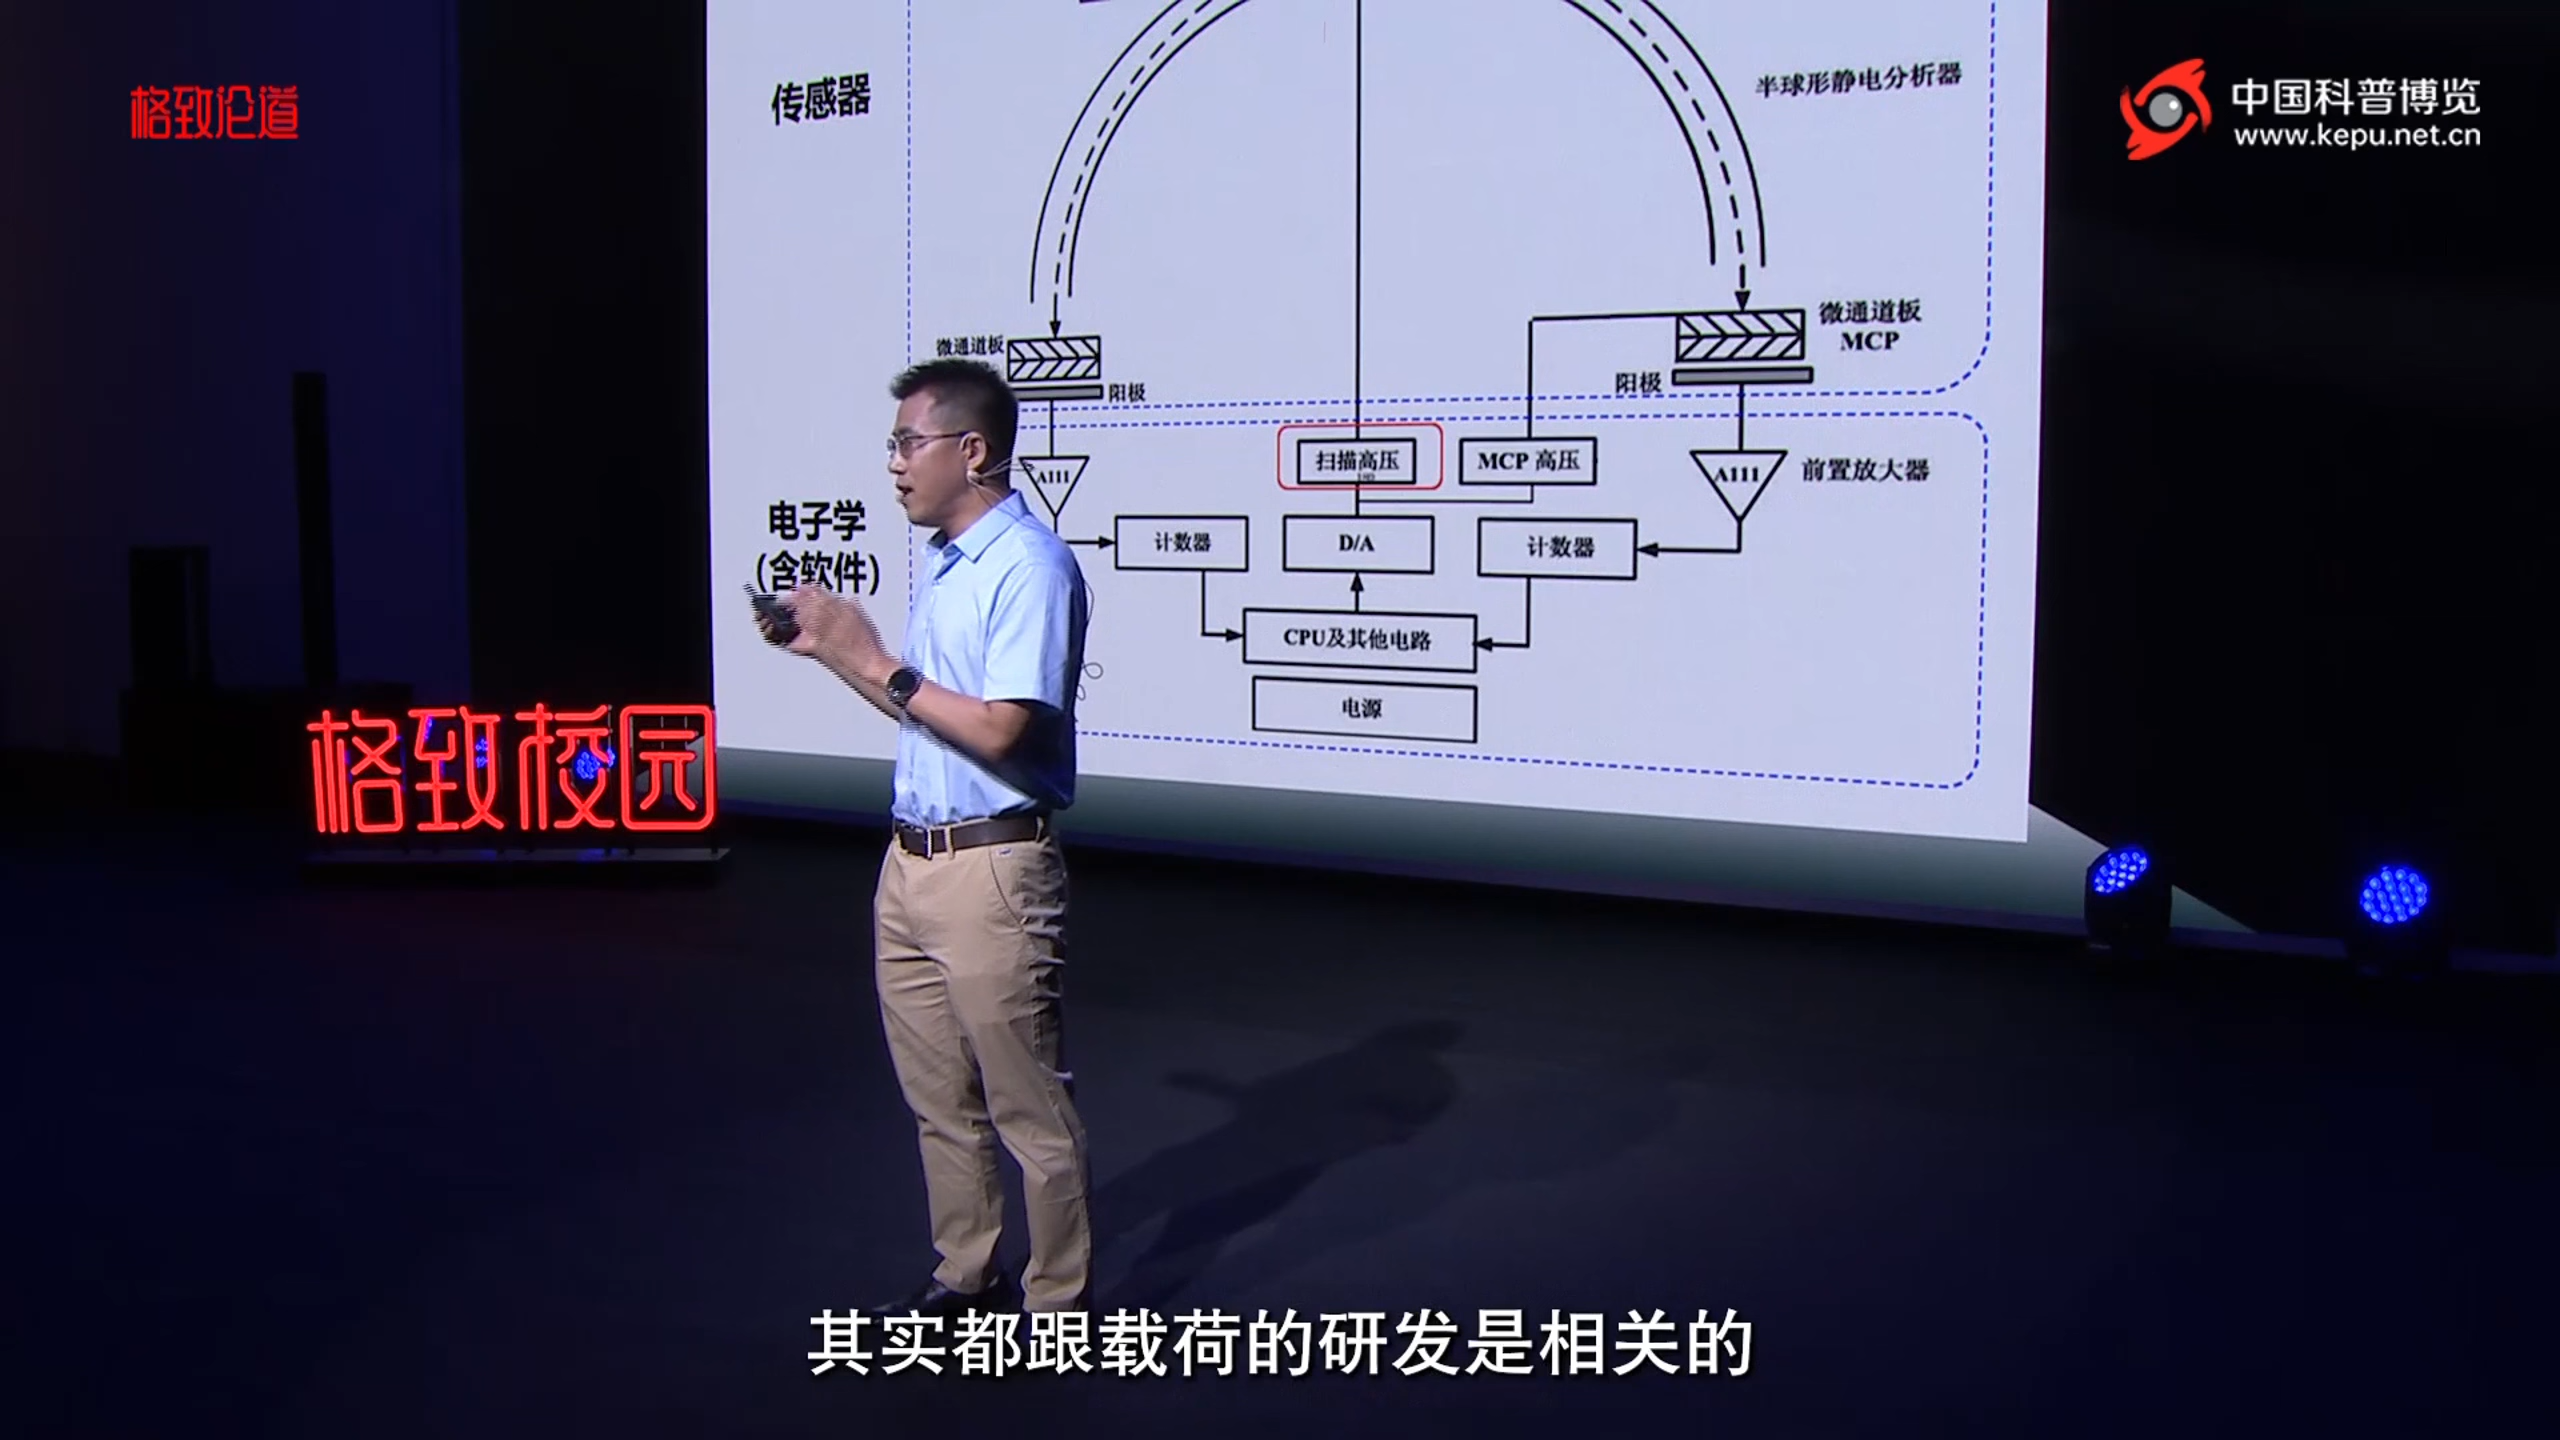 格致论道
中国科普博览
www.kepu.net.cn
传感器
半球形静电分析器
微通道板
阳极
微通道板
MCP
阳极
扫描高压
MCP 高压
A111
A111
前置放大器
电子学
(含软件)
计数器
D/A
计数器
CPU及其他电路
电源
格致校园
其实都跟载荷的研发是相关的